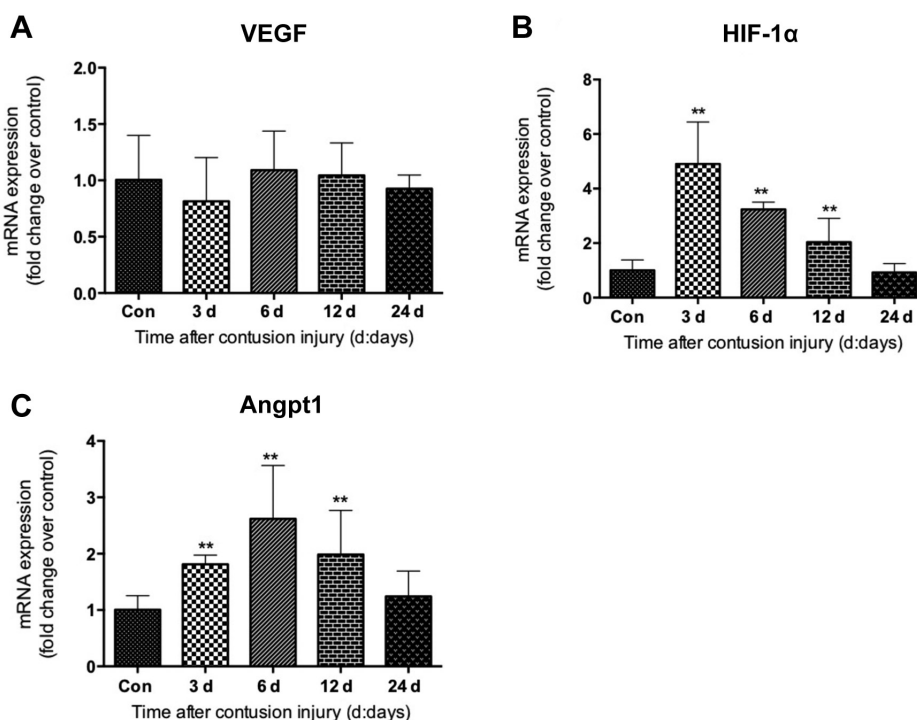 A
VEGF
mRNA expression
(fold change over control)
2.0
1.5
1.0
0.5
0.0
Con 3 d 6 d 12 d 24 d
Time after contusion injury (d:days)
B
HIF-1α
mRNA expression
(fold change over control)
8
6
4
2
0
** ** **
Con 3 d 6 d 12 d 24 d
Time after contusion injury (d:days)
C
Angpt1
mRNA expression
(fold change over control)
4
3
2
1
0
** ** **
Con 3 d 6 d 12 d 24 d
Time after contusion injury (d:days)